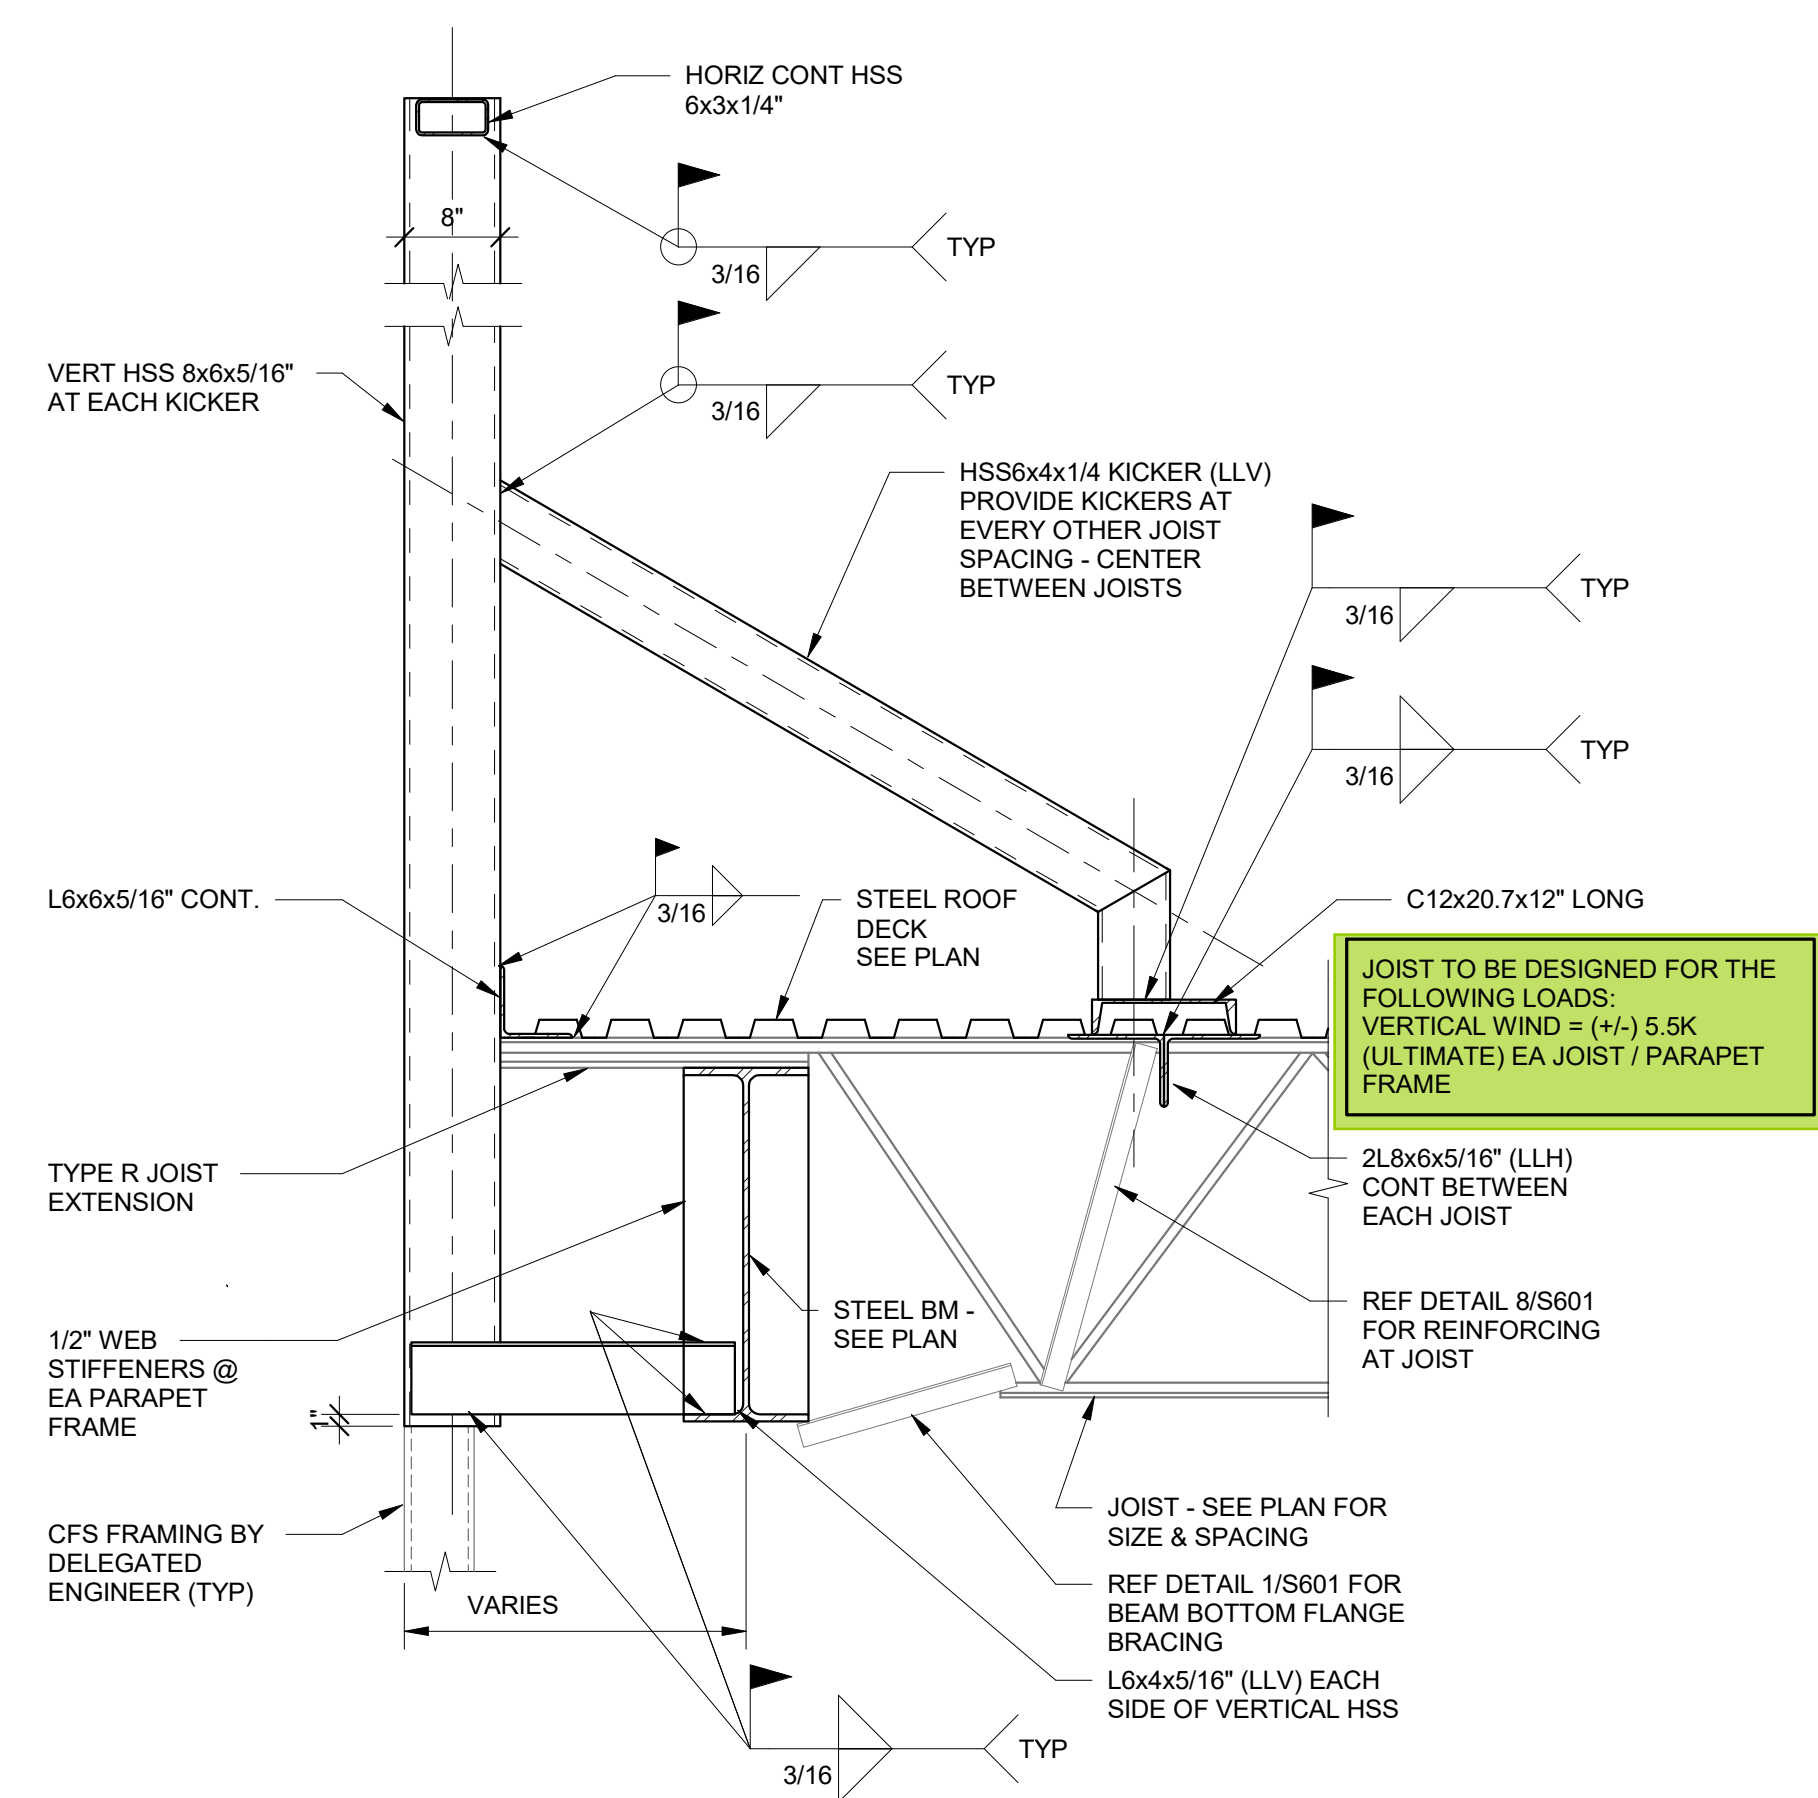 HORIZ CONT HSS
6x3x1/4"
8"
3/16
TYP
3/16
TYP
VERT HSS 8x6x5/16"
AT EACH KICKER
HSS6x4x1/4 KICKER (LLV)
PROVIDE KICKERS AT
EVERY OTHER JOIST
SPACING - CENTER
BETWEEN JOISTS
3/16
TYP
3/16
TYP
L6x6x5/16" CONT.
3/16
STEEL ROOF
DECK
SEE PLAN
C12x20.7x12" LONG
JOIST TO BE DESIGNED FOR THE
FOLLOWING LOADS:
VERTICAL WIND = (+/-) 5.5K
(ULTIMATE) EA JOIST / PARAPET
FRAME
TYPE R JOIST
EXTENSION
2L8x6x5/16" (LLH)
CONT BETWEEN
EACH JOIST
1/2" WEB
STIFFENERS @
EA PARAPET
FRAME
STEEL BM -
SEE PLAN
REF DETAIL 8/S601
FOR REINFORCING
AT JOIST
1"
CFS FRAMING BY
DELEGATED
ENGINEER (TYP)
VARIES
JOIST - SEE PLAN FOR
SIZE & SPACING
REF DETAIL 1/S601 FOR
BEAM BOTTOM FLANGE
BRACING
L6x4x5/16" (LLV) EACH
SIDE OF VERTICAL HSS
3/16
TYP